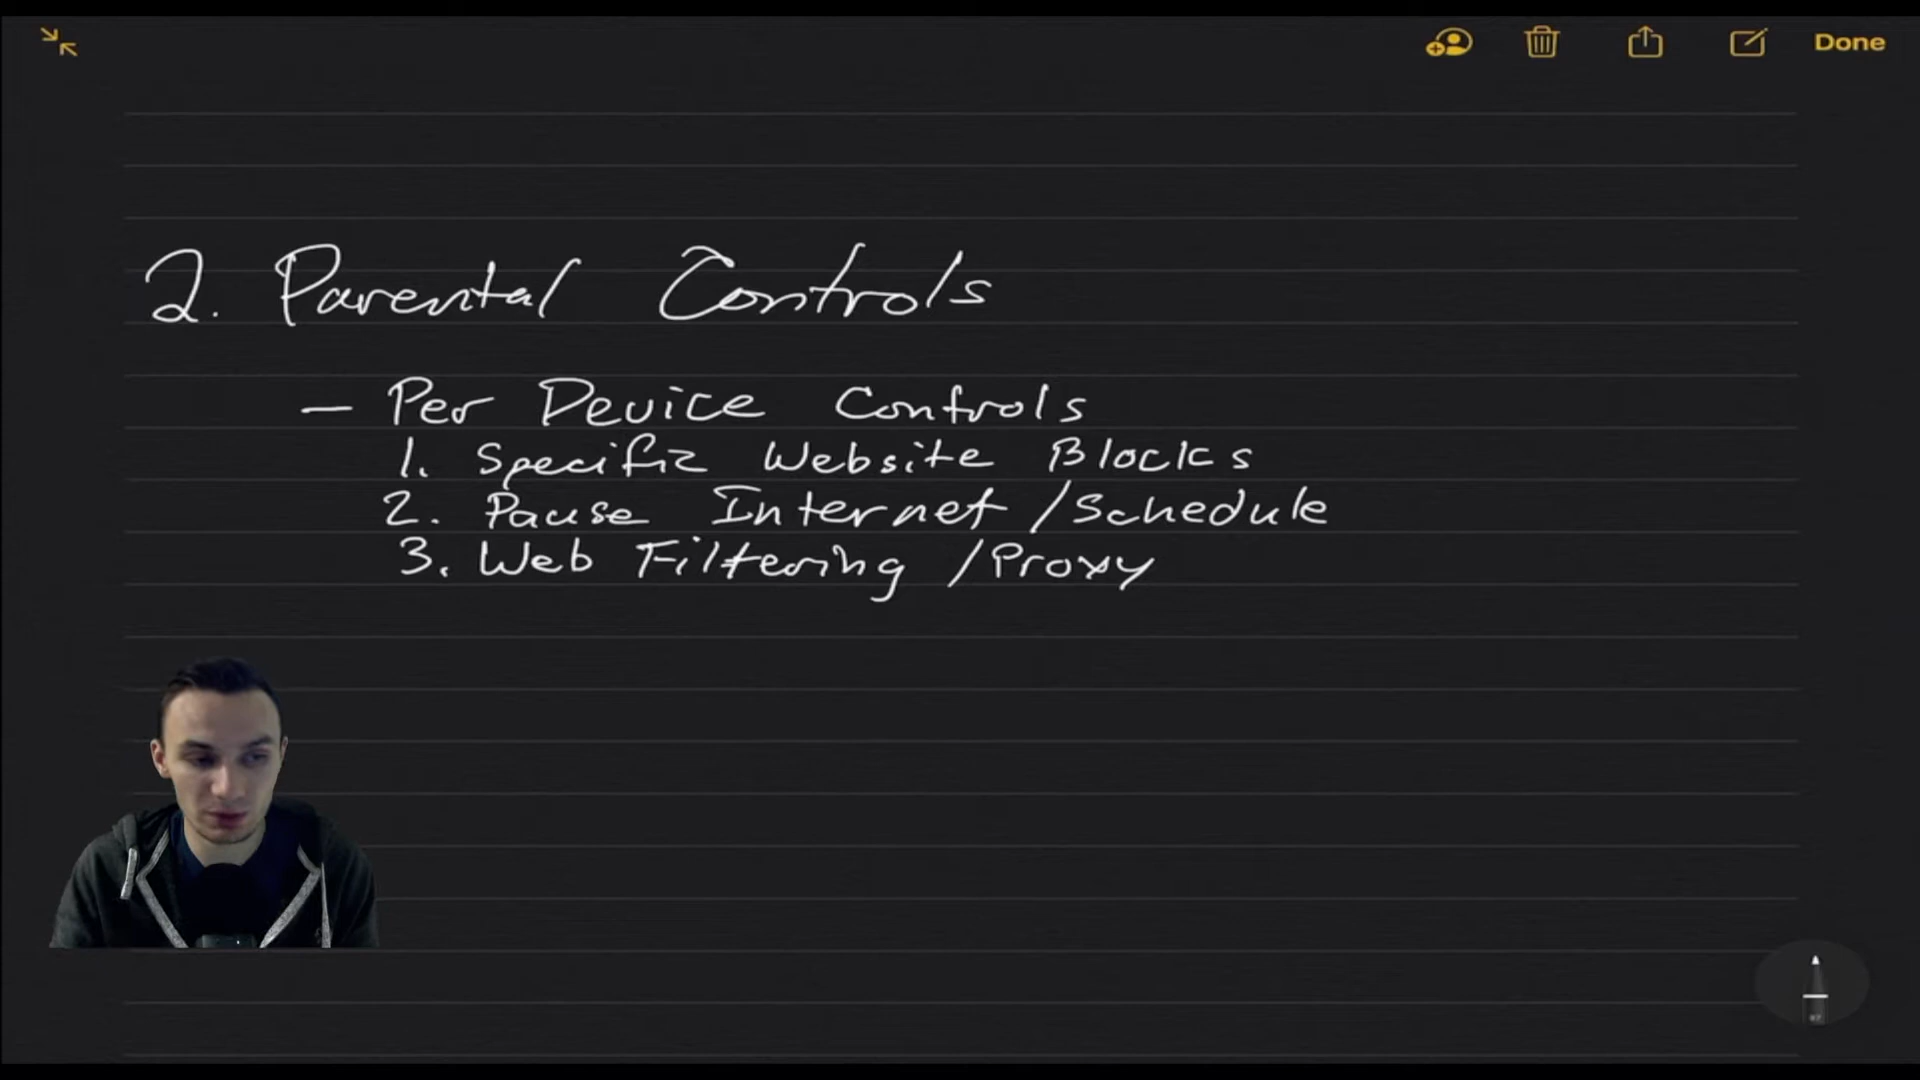 Done
2. Parental Controls
— Per Device Controls
1. Specific Website Blocks
2. Pause Internet /Schedule
3. Web Filtering /Proxy